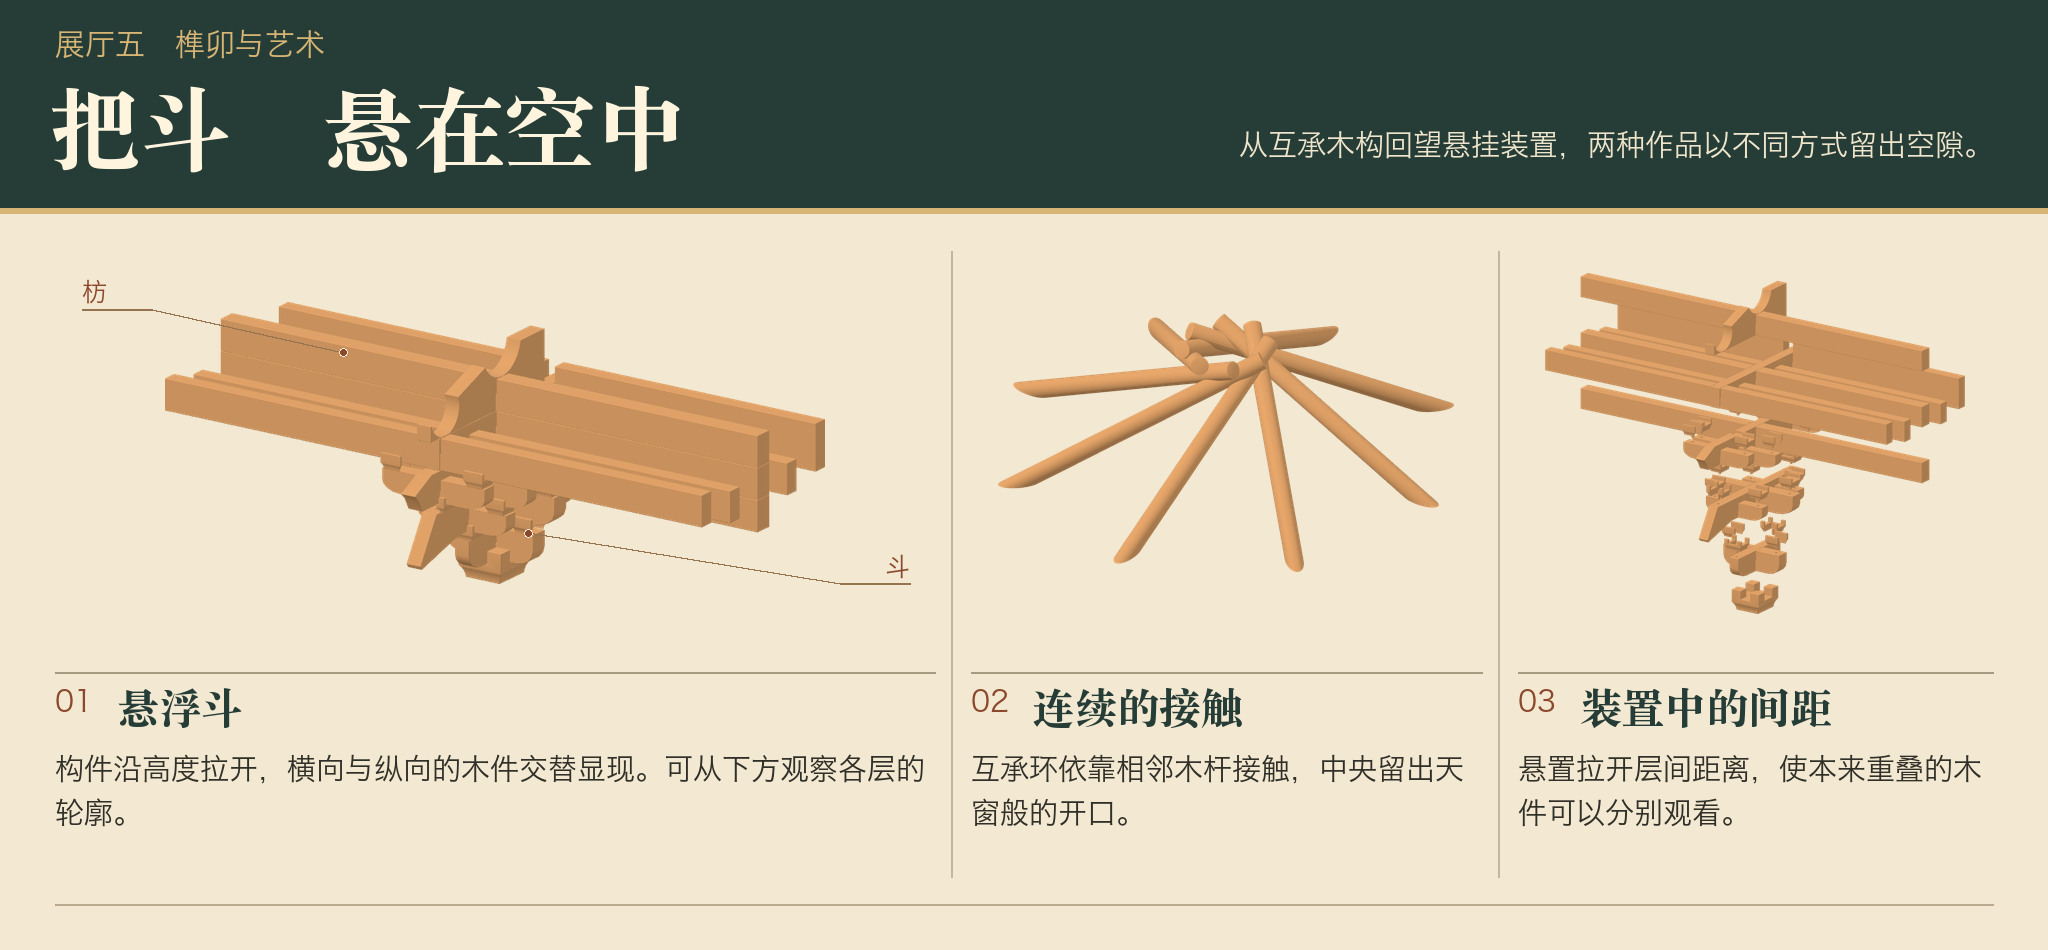 展厅五　榫卯与艺术
把斗　悬在空中
从互承木构回望悬挂装置，两种作品以不同方式留出空隙。
枋
斗
01 悬浮斗
构件沿高度拉开，横向与纵向的木件交替显现。可从下方观察各层的
轮廓。
02 连续的接触
互承环依靠相邻木杆接触，中央留出天
窗般的开口。
03 装置中的间距
悬置拉开层间距离，使本来重叠的木
件可以分别观看。